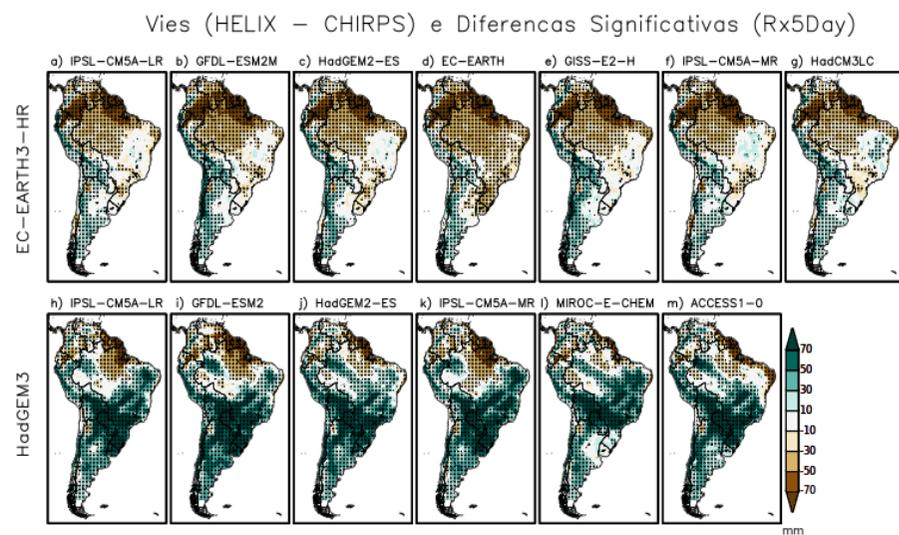 Vies (HELIX – CHIRPS) e Diferencas Significativas (Rx5Day)
EC-EARTH3-HR
a) IPSL-CM5A-LR b) GFDL-ESM2M c) HadGEM2-ES d) EC-EARTH e) GISS-E2-H f) IPSL-CM5A-MR g) HadCM3LC
HadGEM3
h) IPSL-CM5A-LR i) GFDL-ESM2 j) HadGEM2-ES k) IPSL-CM5A-MR l) MIROC-E-CHEM m) ACCESS1-0
70
50
30
10
-10
-30
-50
-70
mm